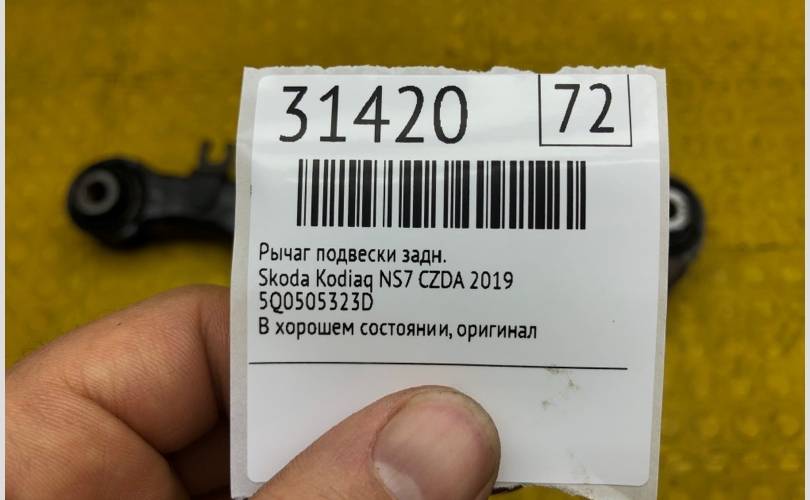 31420
72
Рычаг подвески задн.
Skoda Kodiaq NS7 CZDA 2019
5Q0505323D
В хорошем состоянии, оригинал